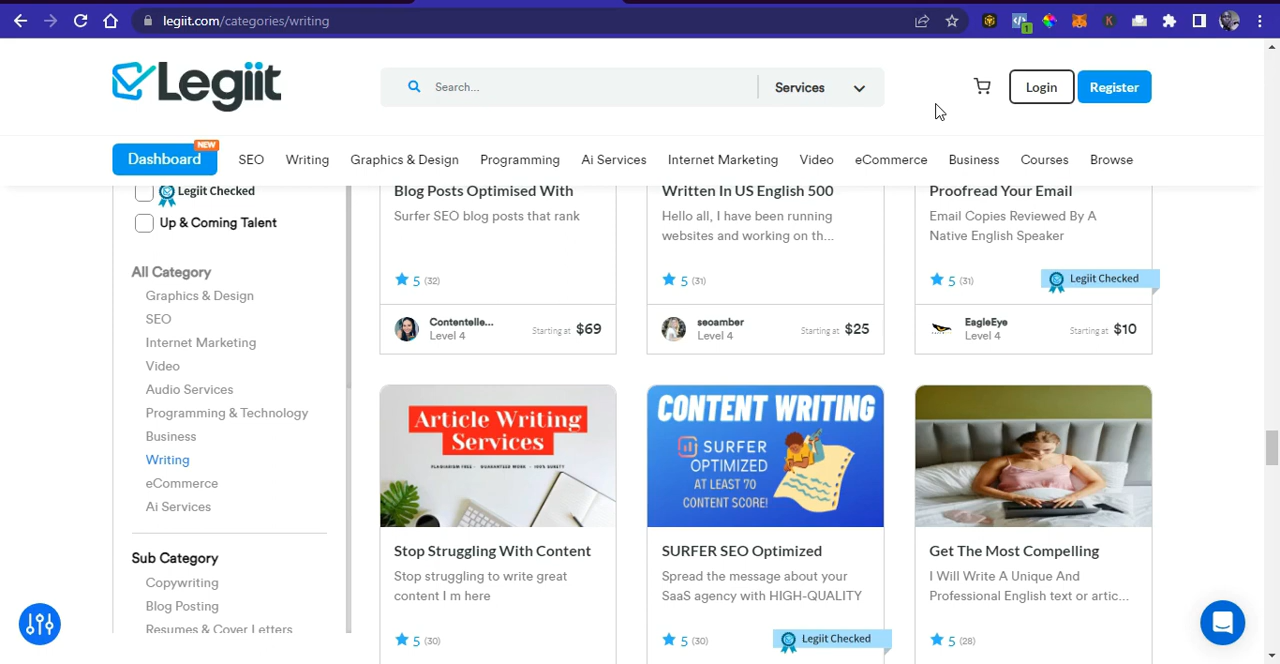 legiit.com/categories/writing
1
Legiit
Search...
Services
Login
Register
NEW
Dashboard
SEO
Writing
Graphics & Design
Programming
Ai Services
Internet Marketing
Video
eCommerce
Business
Courses
Browse
Legiit Checked
Up & Coming Talent
All Category
Graphics & Design
SEO
Internet Marketing
Video
Audio Services
Programming & Technology
Business
Writing
eCommerce
Ai Services
Sub Category
Copywriting
Blog Posting
Resumes & Cover Letters
Blog Posts Optimised With
Surfer SEO blog posts that rank
5 (32)
Contentelle...
Level 4
Starting at $69
Written In US English 500
Hello all, I have been running
websites and working on th...
5 (31)
seoamber
Level 4
Starting at $25
Proofread Your Email
Email Copies Reviewed By A
Native English Speaker
5 (31)
Legiit Checked
EagleEye
Level 4
Starting at $10
Article Writing
Services
PLAGIARISM FREE - GUARANTEED WORK - 100% SURETY
Stop Struggling With Content
Stop struggling to write great
content I m here
5 (30)
CONTENT WRITING
SURFER
OPTIMIZED
AT LEAST 70
CONTENT SCORE!
SURFER SEO Optimized
Spread the message about your
SaaS agency with HIGH-QUALITY
5 (30)
Legiit Checked
Get The Most Compelling
I Will Write A Unique And
Professional English text or artic...
5 (28)